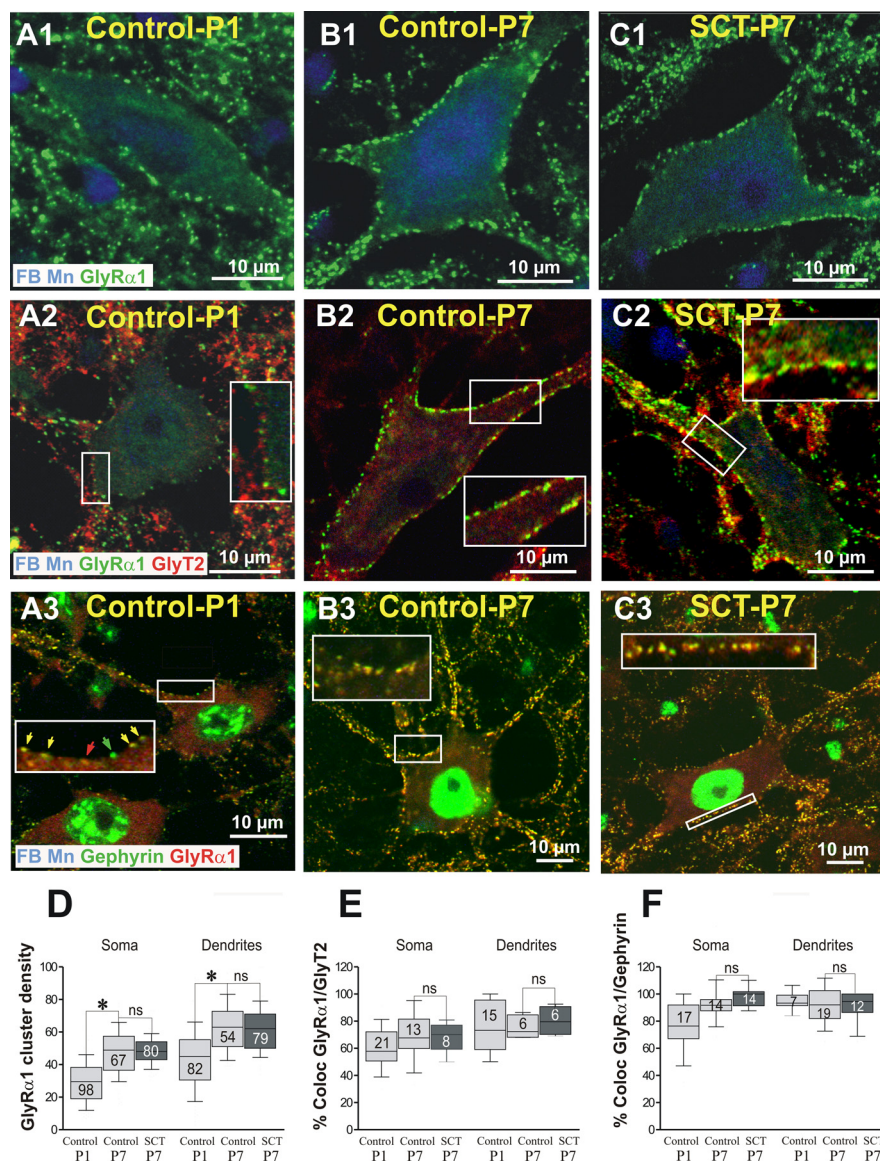 A1 Control-P1
B1 Control-P7
C1 SCT-P7
FB Mn GlyRα1
10 µm
10 µm
10 µm
A2 Control-P1
B2 Control-P7
C2 SCT-P7
FB Mn GlyRα1 GlyT2
10 µm
10 µm
10 µm
A3 Control-P1
B3 Control-P7
C3 SCT-P7
FB Mn Gephyrin GlyRα1
10 µm
10 µm
10 µm
D
Soma Dendrites
GlyRα1 cluster density
100
80
60
40
20
0
* ns * ns
98 67 80 82 54 79
Control Control SCT Control Control SCT
P1 P7 P7 P1 P7 P7
E
Soma Dendrites
% Coloc GlyRα1/GlyT2
120
100
80
60
40
20
0
ns ns
21 13 8 15 6 6
Control Control SCT Control Control SCT
P1 P7 P7 P1 P7 P7
F
Soma Dendrites
% Coloc GlyRα1/Gephyrin
120
100
80
60
40
20
0
ns ns
17 14 14 7 19 12
Control Control SCT Control Control SCT
P1 P7 P7 P1 P7 P7